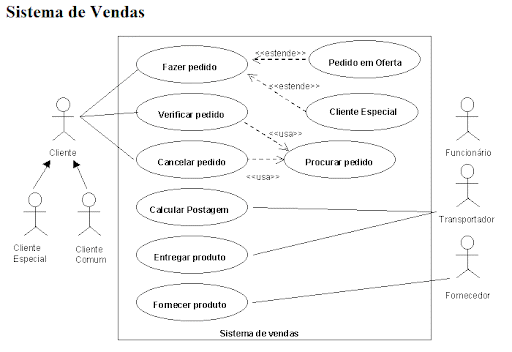 Sistema de Vendas
Fazer pedido
<<estende>>
Pedido em Oferta
<<estende>>
Verificar pedido
Cliente Especial
<<usa>>
Cliente
Funcionário
Cancelar pedido
Procurar pedido
<<usa>>
Calcular Postagem
Transportador
Cliente
Especial
Cliente
Comum
Entregar produto
Fornecedor
Fornecer produto
Sistema de vendas